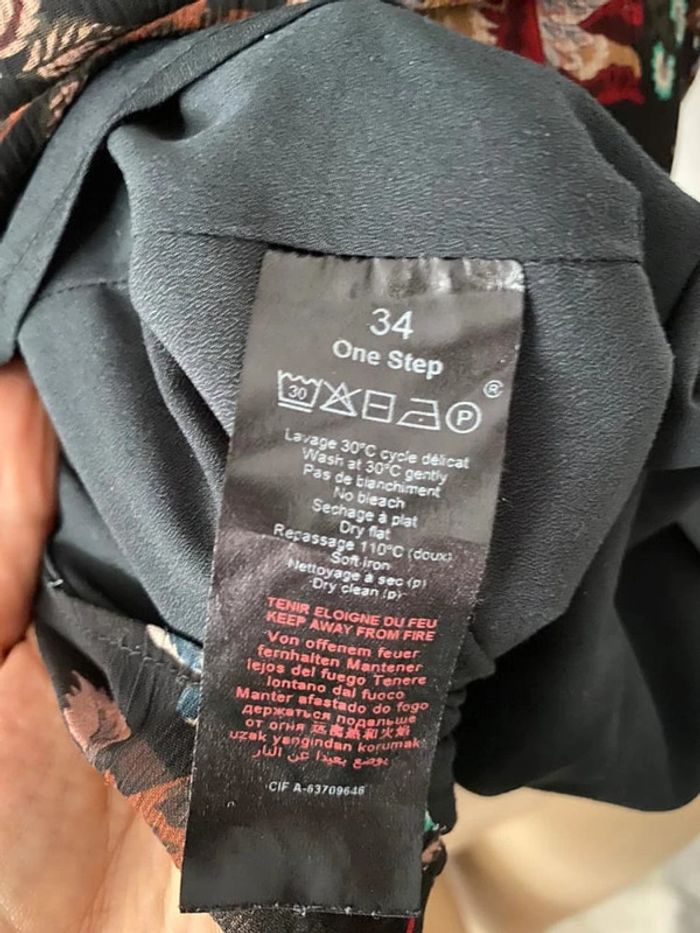 34
One Step
®
30
P
Lavage 30°C cycle délicat
Wash at 30°C gently
Pas de blanchiment
No bleach
Sechage à plat
Dry flat
Repassage 110°C (doux)
Soft iron
Nettoyage à sec (p)
Dry clean (p)
TENIR ELOIGNE DU FEU
KEEP AWAY FROM FIRE
Von offenem feuer
fernhalten Mantener
lejos del fuego Tenere
lontano dal fuoco
Manter afastado do fogo
держаться подальше
от огня 远离热和火焰
uzak yangindan korumak
يوضع بعيدا عن النار
CIF A-63709646